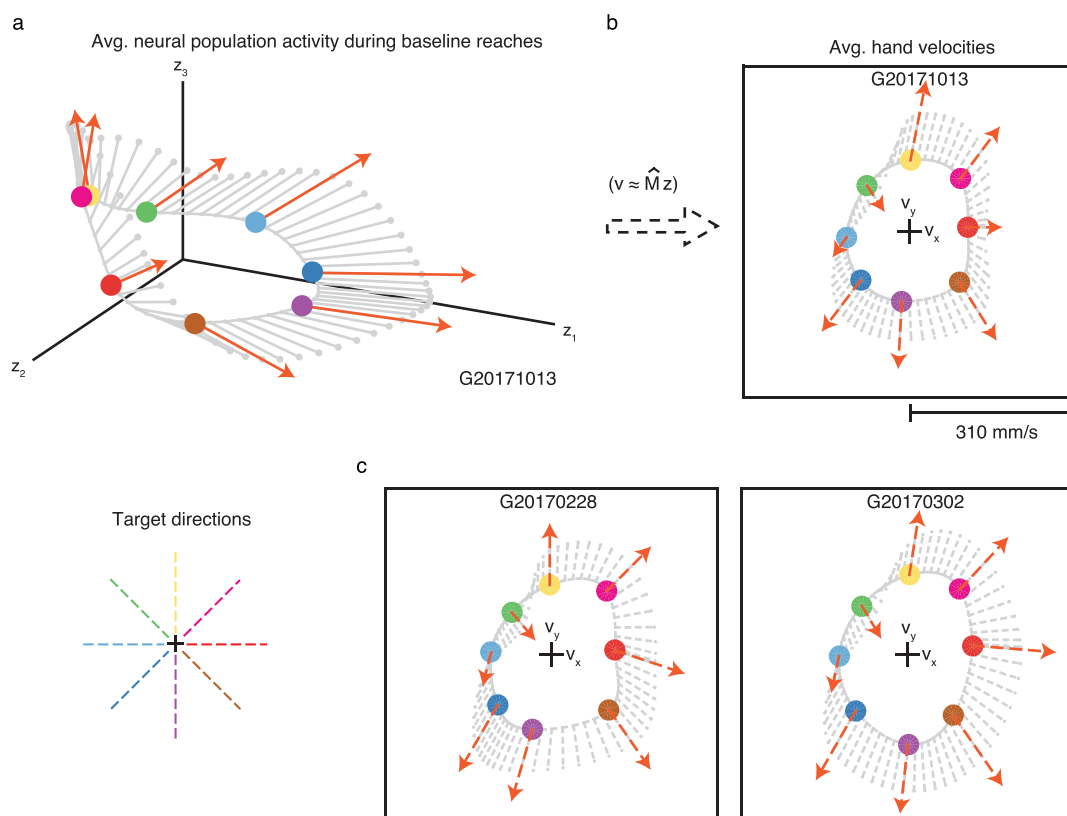 a
Avg. neural population activity during baseline reaches
z3
z1
z2
G20171013
(v ≈ M̂ z)
b
Avg. hand velocities
G20171013
vy
vx
310 mm/s
Target directions
c
G20170228
vy
vx
G20170302
vy
vx